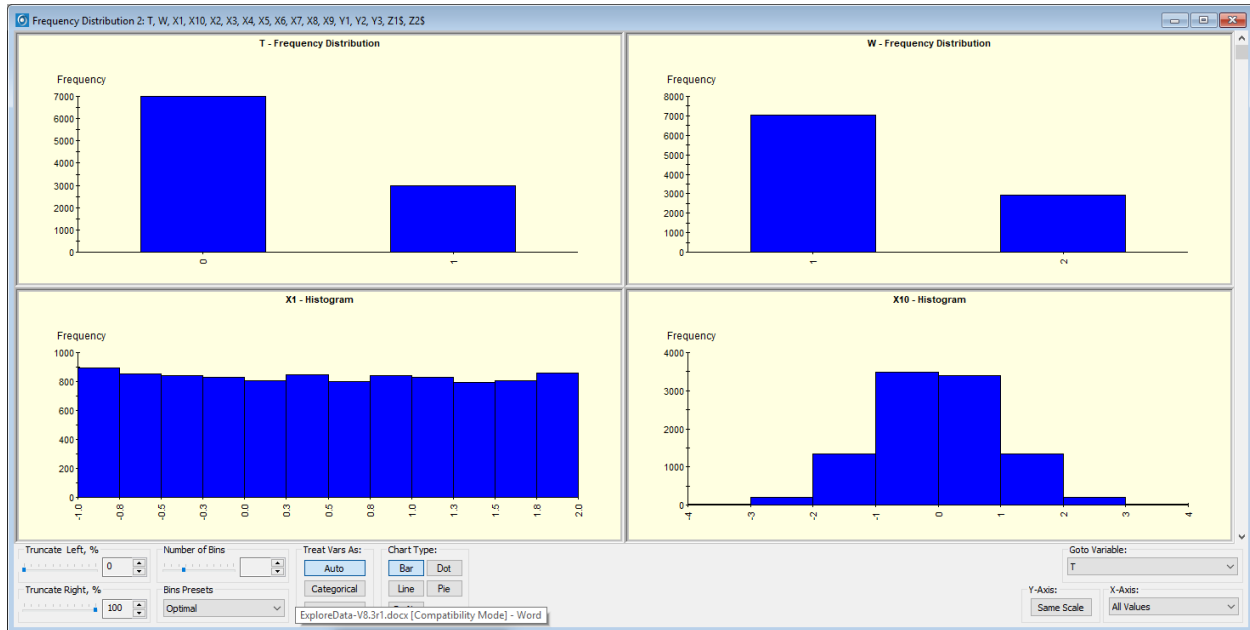 Frequency Distribution 2: T, W, X1, X10, X2, X3, X4, X5, X6, X7, X8, X9, Y1, Y2, Y3, Z1$, Z2$
T - Frequency Distribution
Frequency
7000
6000
5000
4000
3000
2000
1000
0
0
1
W - Frequency Distribution
Frequency
8000
7000
6000
5000
4000
3000
2000
1000
0
1
2
X1 - Histogram
Frequency
1000
800
600
400
200
0
-1.0
-0.8
-0.5
-0.3
0.0
0.3
0.5
0.8
1.0
1.3
1.5
1.8
2.0
X10 - Histogram
Frequency
4000
3000
2000
1000
0
-4
-3
-2
-1
0
1
2
3
4
Truncate Left, %
0
Truncate Right, %
100
Number of Bins
Bins Presets
Optimal
Treat Vars As:
Auto
Categorical
Chart Type:
Bar Dot
Line Pie
ExploreData-V8.3r1.docx [Compatibility Mode] - Word
Goto Variable:
T
Y-Axis:
Same Scale
X-Axis:
All Values